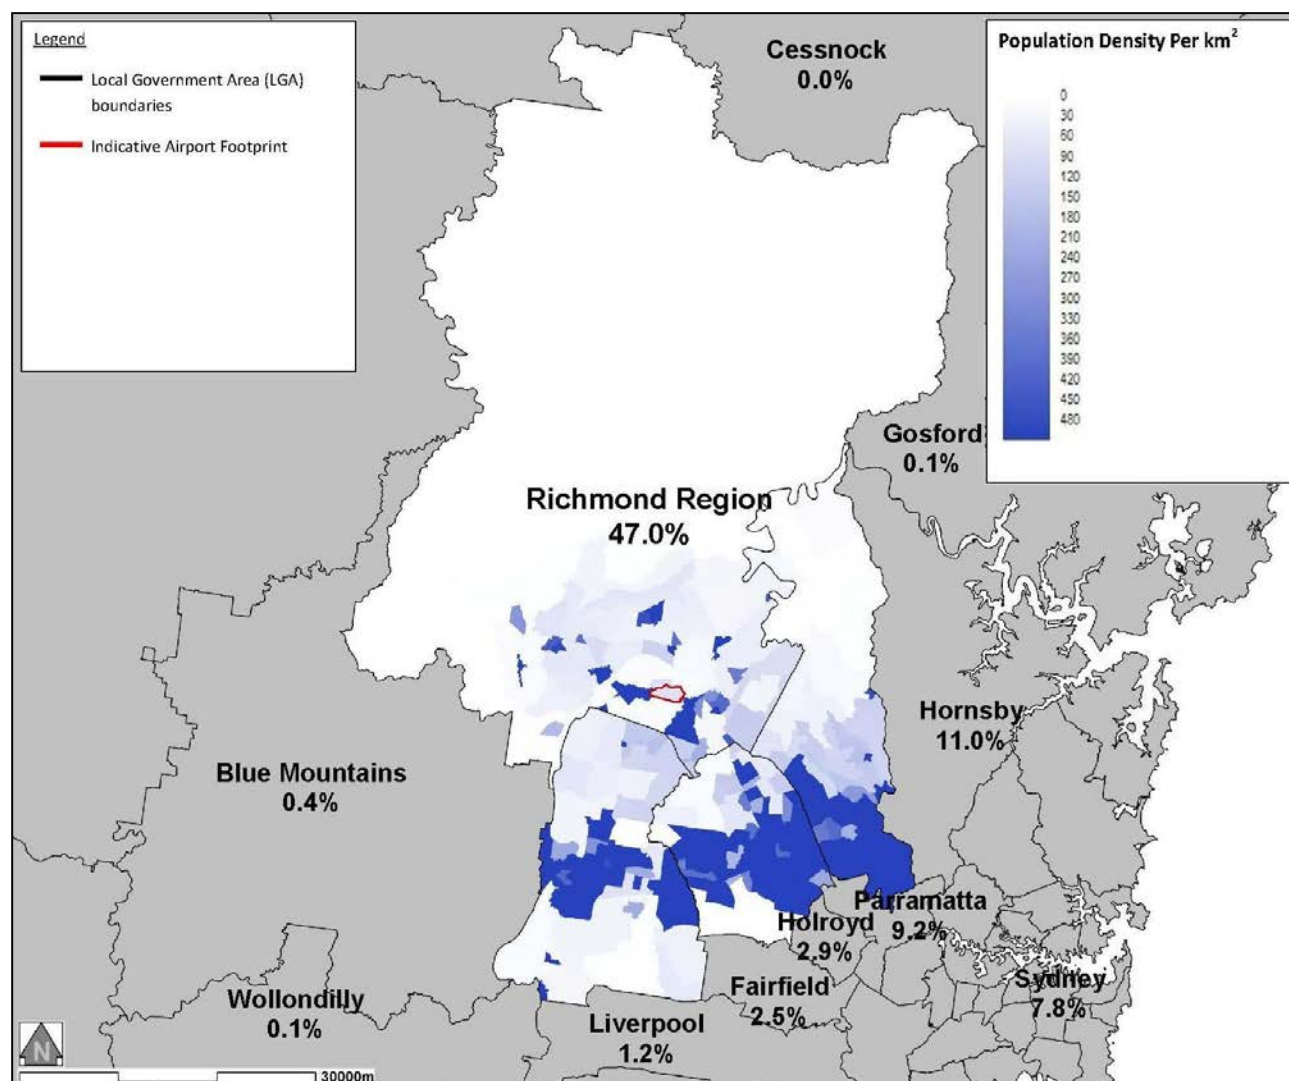 Legend
Local Government Area (LGA)
boundaries
Indicative Airport Footprint
Population Density Per km²
0
30
60
90
120
150
180
210
240
270
300
330
360
390
420
450
480
Cessnock
0.0%
Gosford
0.1%
Richmond Region
47.0%
Hornsby
11.0%
Blue Mountains
0.4%
Parramatta
9.2%
Holroyd
2.9%
Fairfield
2.5%
Sydney
7.8%
Wollondilly
0.1%
Liverpool
1.2%
N
30000m